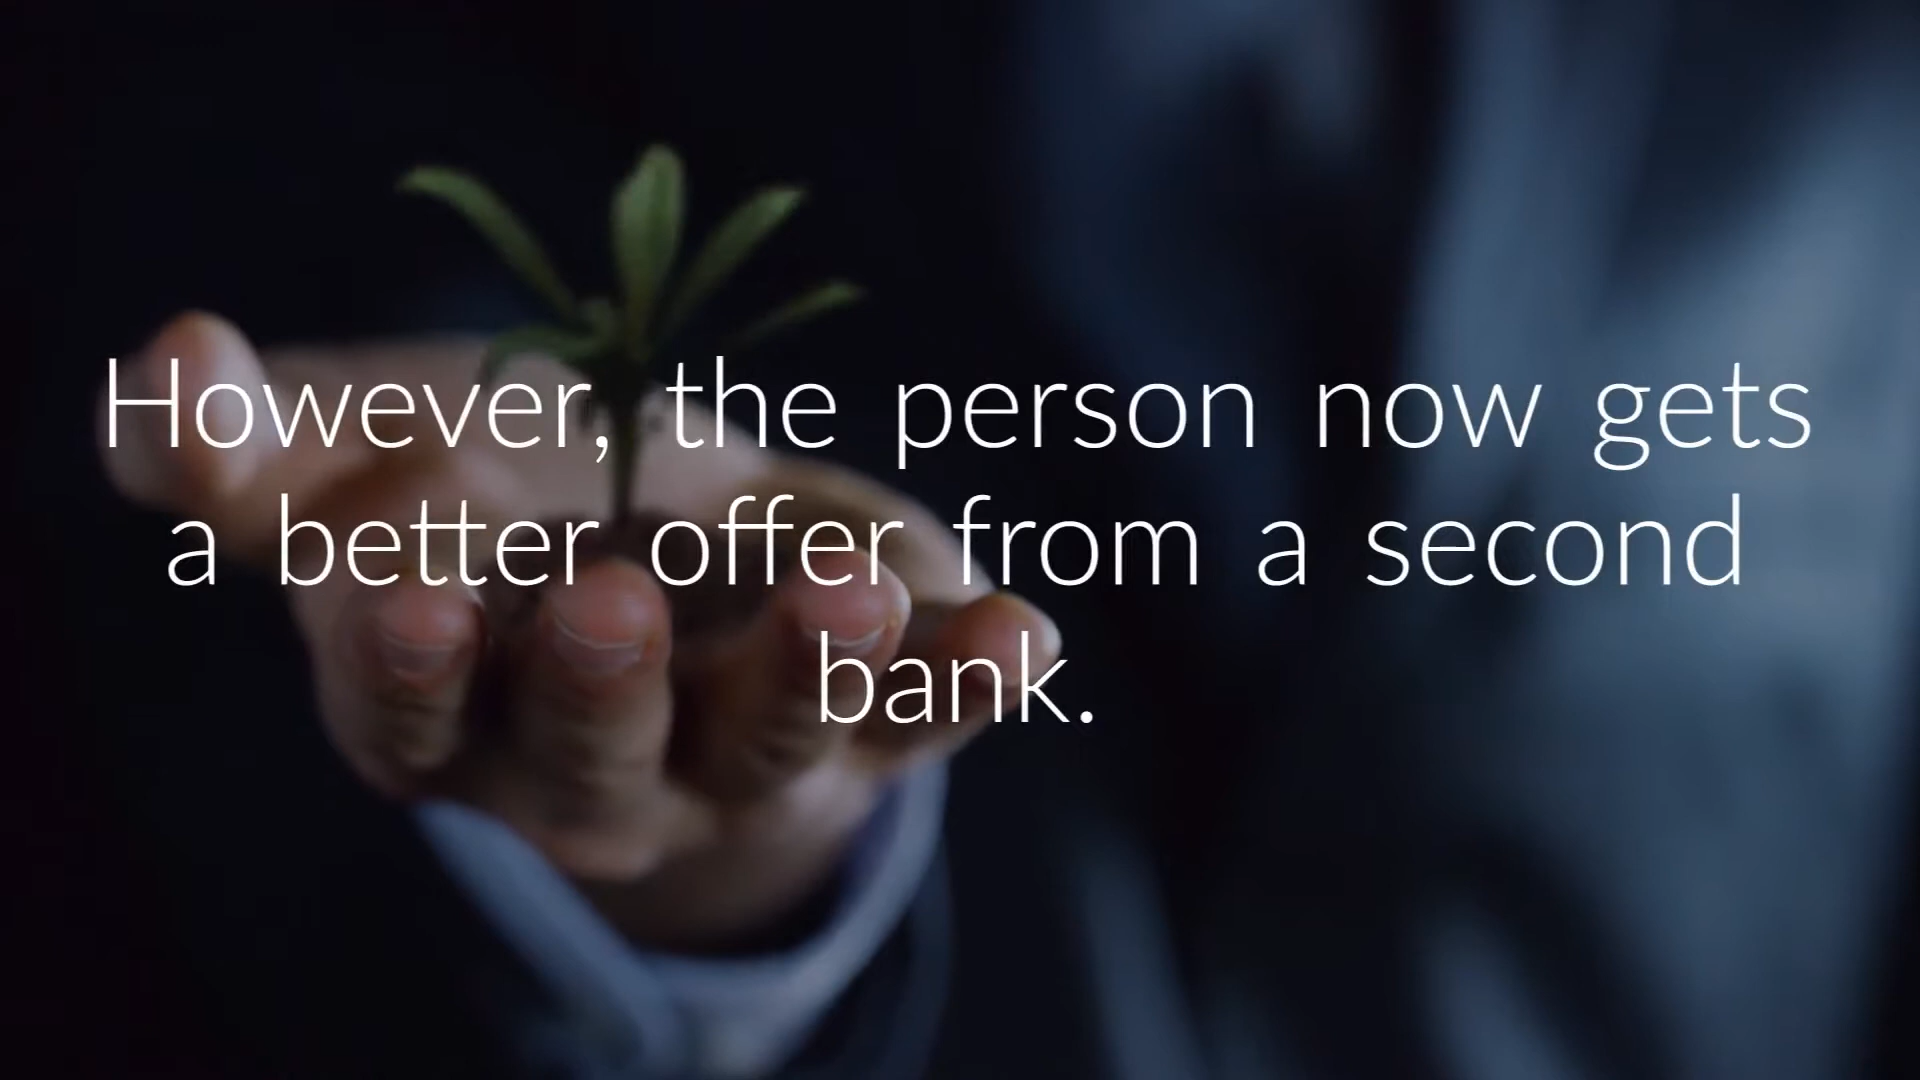 However, the person now gets
a better offer from a second
bank.